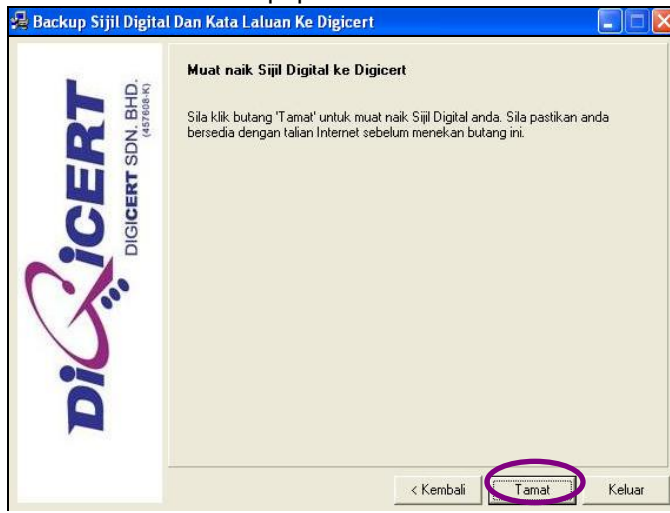 Backup Sijil Digital Dan Kata Laluan Ke Digicert
DiGiCERT
DIGICERT SDN. BHD.
(457608-K)
Muat naik Sijil Digital ke Digicert
Sila klik butang 'Tamat' untuk muat naik Sijil Digital anda. Sila pastikan anda
bersedia dengan talian Internet sebelum menekan butang ini.
< Kembali
Tamat
Keluar